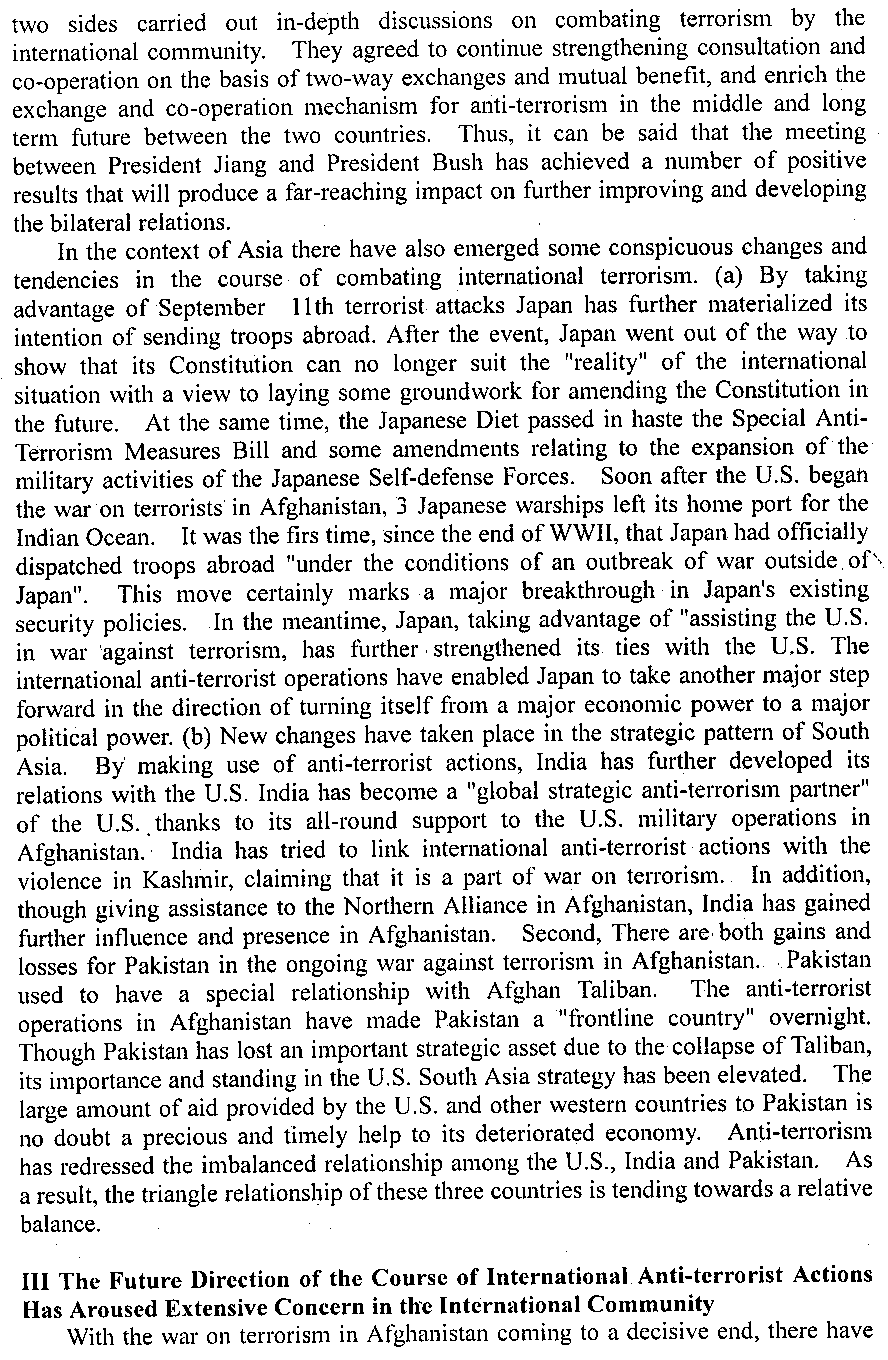 two sides carried out in-depth discussions on combating terrorism by the
international community. They agreed to continue strengthening consultation and
co-operation on the basis of two-way exchanges and mutual benefit, and enrich the
exchange and co-operation mechanism for anti-terrorism in the middle and long
term future between the two countries. Thus, it can be said that the meeting
between President Jiang and President Bush has achieved a number of positive
results that will produce a far-reaching impact on further improving and developing
the bilateral relations.
In the context of Asia there have also emerged some conspicuous changes and
tendencies in the course of combating international terrorism. (a) By taking
advantage of September 11th terrorist attacks Japan has further materialized its
intention of sending troops abroad. After the event, Japan went out of the way to
show that its Constitution can no longer suit the "reality" of the international
situation with a view to laying some groundwork for amending the Constitution in
the future. At the same time, the Japanese Diet passed in haste the Special Anti-
Terrorism Measures Bill and some amendments relating to the expansion of the
military activities of the Japanese Self-defense Forces. Soon after the U.S. began
the war on terrorists in Afghanistan, 3 Japanese warships left its home port for the
Indian Ocean. It was the firs time, since the end of WWII, that Japan had officially
dispatched troops abroad "under the conditions of an outbreak of war outside of
Japan". This move certainly marks a major breakthrough in Japan's existing
security policies. In the meantime, Japan, taking advantage of "assisting the U.S.
in war against terrorism, has further strengthened its ties with the U.S. The
international anti-terrorist operations have enabled Japan to take another major step
forward in the direction of turning itself from a major economic power to a major
political power. (b) New changes have taken place in the strategic pattern of South
Asia. By making use of anti-terrorist actions, India has further developed its
relations with the U.S. India has become a "global strategic anti-terrorism partner"
of the U.S. thanks to its all-round support to the U.S. military operations in
Afghanistan. India has tried to link international anti-terrorist actions with the
violence in Kashmir, claiming that it is a part of war on terrorism. In addition,
though giving assistance to the Northern Alliance in Afghanistan, India has gained
further influence and presence in Afghanistan. Second, There are both gains and
losses for Pakistan in the ongoing war against terrorism in Afghanistan. Pakistan
used to have a special relationship with Afghan Taliban. The anti-terrorist
operations in Afghanistan have made Pakistan a "frontline country" overnight.
Though Pakistan has lost an important strategic asset due to the collapse of Taliban,
its importance and standing in the U.S. South Asia strategy has been elevated. The
large amount of aid provided by the U.S. and other western countries to Pakistan is
no doubt a precious and timely help to its deteriorated economy. Anti-terrorism
has redressed the imbalanced relationship among the U.S., India and Pakistan. As
a result, the triangle relationship of these three countries is tending towards a relative
balance.
III The Future Direction of the Course of International Anti-terrorist Actions
Has Aroused Extensive Concern in the International Community
With the war on terrorism in Afghanistan coming to a decisive end, there have